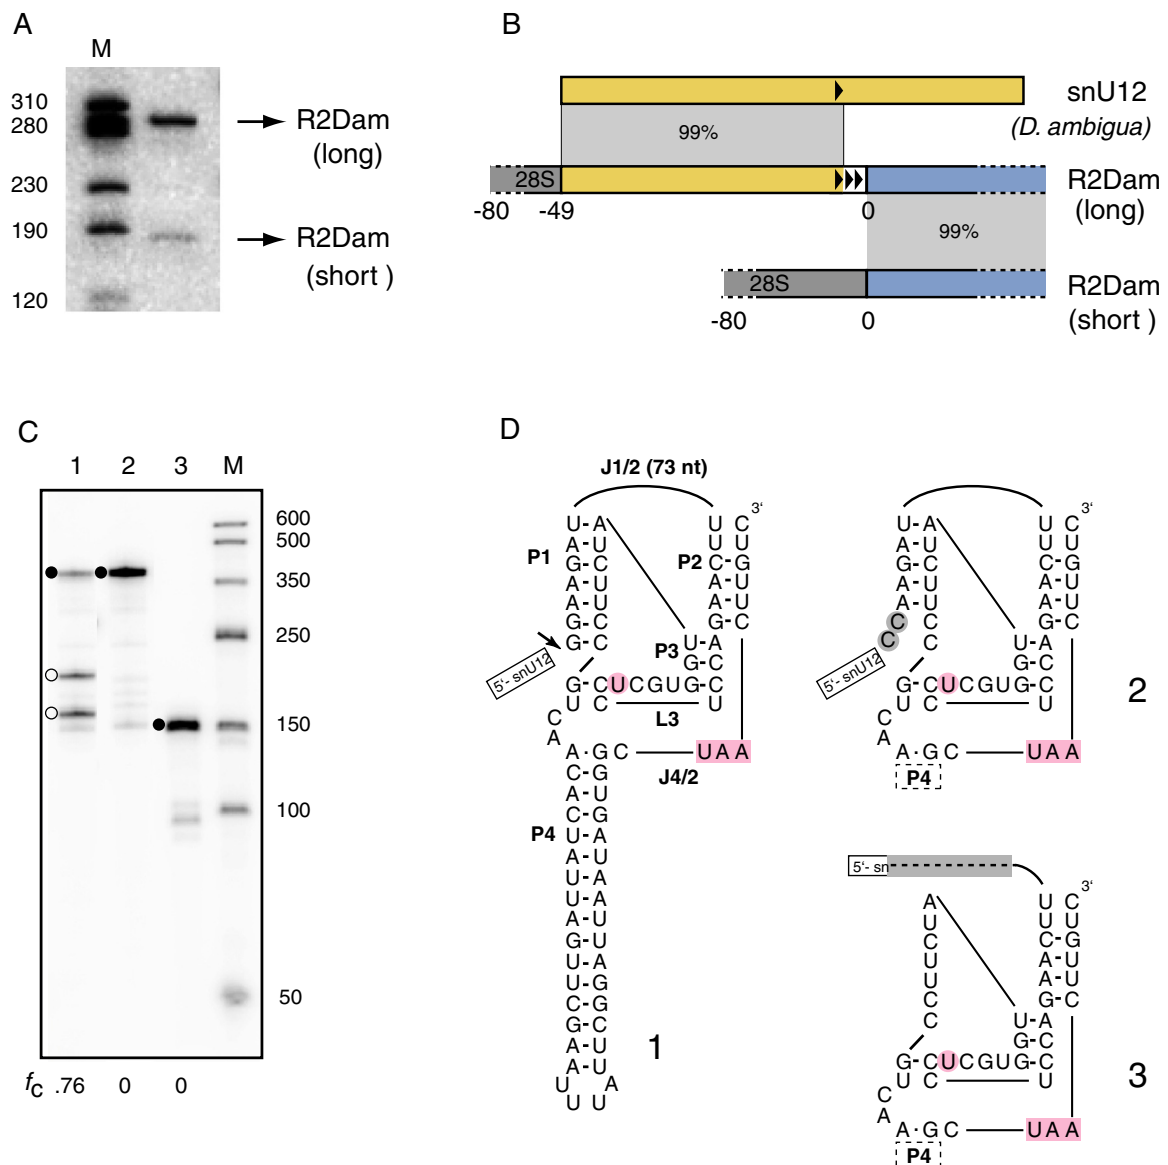 A
M
310
280
230
190
120
R2Dam
(long)
R2Dam
(short )
B
snU12
(D. ambigua)
99%
28S
R2Dam
(long)
-80 -49 0
99%
28S
R2Dam
(short )
-80 0
C
1 2 3 M
600
500
350
250
150
100
50
fc .76 0 0
D
J1/2 (73 nt)
3'
U-A U C
A-U U U
G-C C-G
A-U P1 P2 A-U
A-U A-U
G-C G-C
G-C U A
5'- snU12 P3 G C
G C U C G U G G C
U C L3 U
C
A
A·G C U A A
J4/2
C-G
A-U
C-G
P4 U-A
A-U
U-A
U-A
A-U
G-U
U-A
U-G
C-G
G-C
A-U
A-U
U A
U U
1
3'
U-A U C
A-U U U
G-C C-G
A-U A-U
A-U A-U
C C G-C
C C U A
5'- snU12 G C
G C U C G U G G C
U C U
C
A
A·G C U A A
P4
2
5'- sn
3'
A U C
U U U
C C-G
U A-U
U A-U
C G-C
C U A
G C
G C U C G U G G C
U C U
C
A
A·G C U A A
P4
3